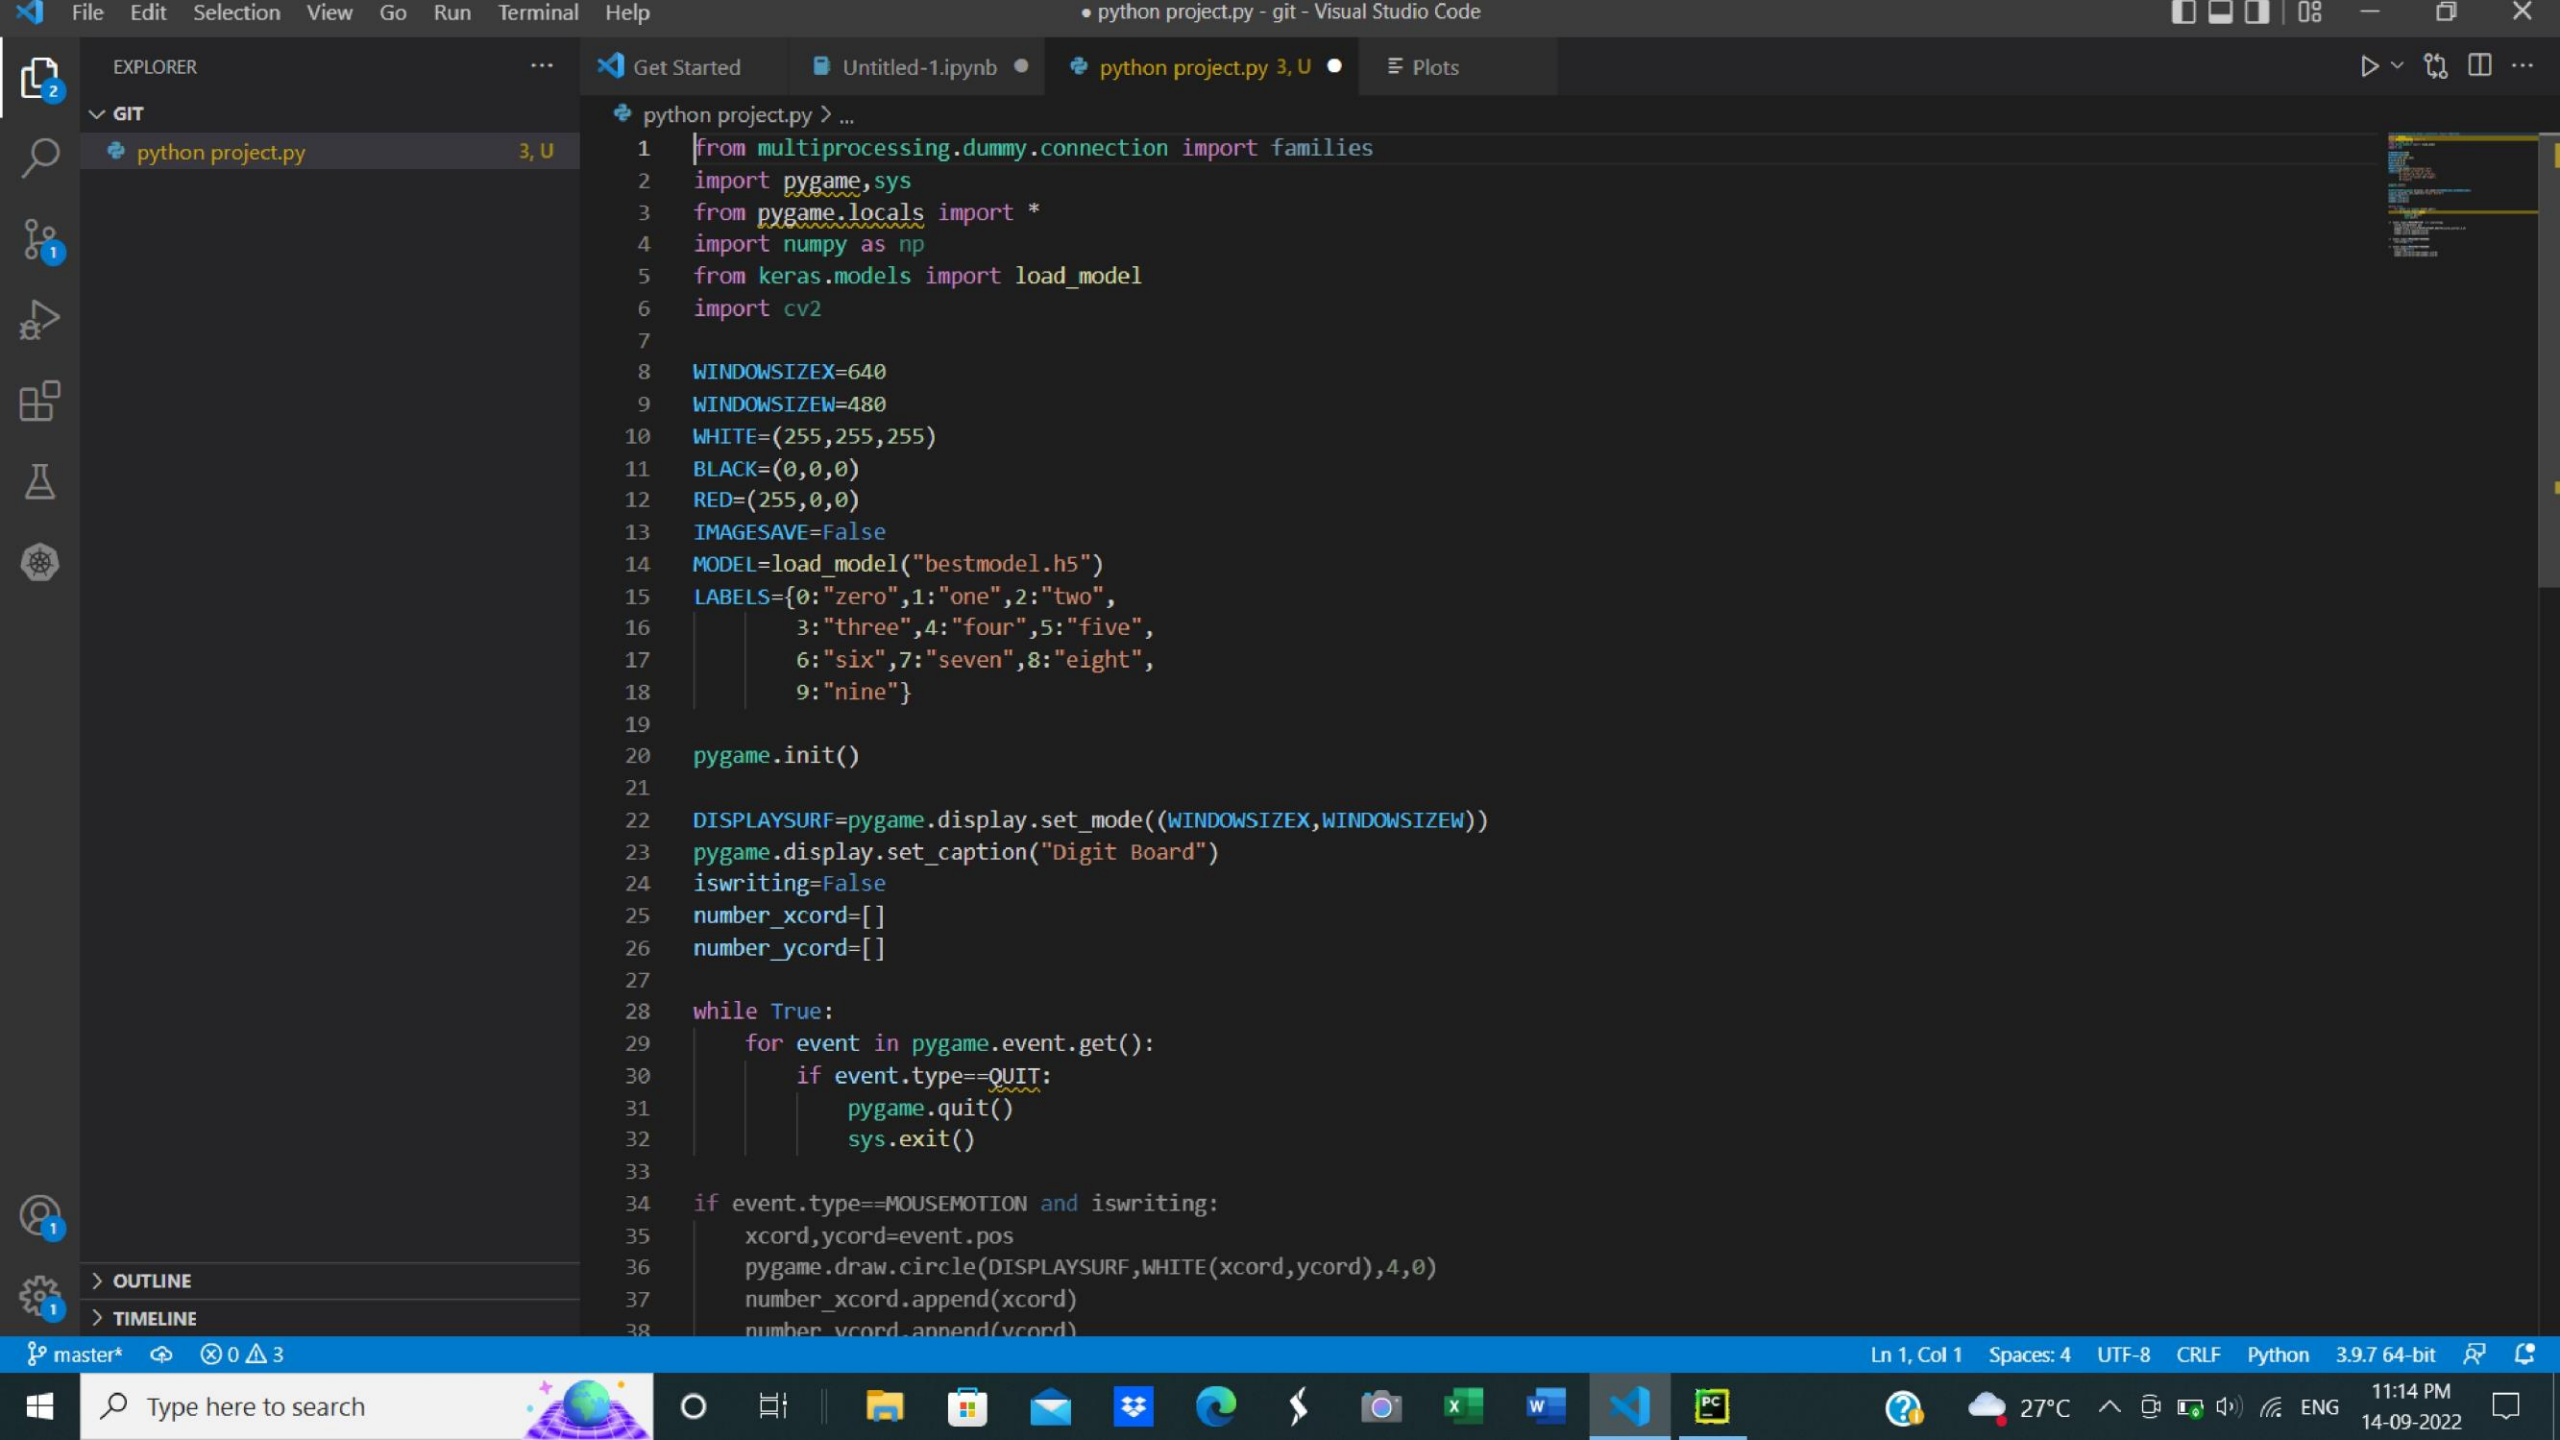 File Edit Selection View Go Run Terminal Help
● python project.py - git - Visual Studio Code
EXPLORER
Get Started
Untitled-1.ipynb
python project.py 3, U
Plots
GIT
python project.py 3, U
python project.py > ...
1 from multiprocessing.dummy.connection import families
2 import pygame,sys
3 from pygame.locals import *
4 import numpy as np
5 from keras.models import load_model
6 import cv2
7
8 WINDOWSIZEX=640
9 WINDOWSIZEW=480
10 WHITE=(255,255,255)
11 BLACK=(0,0,0)
12 RED=(255,0,0)
13 IMAGESAVE=False
14 MODEL=load_model("bestmodel.h5")
15 LABELS={0:"zero",1:"one",2:"two",
16 3:"three",4:"four",5:"five",
17 6:"six",7:"seven",8:"eight",
18 9:"nine"}
19
20 pygame.init()
21
22 DISPLAYSURF=pygame.display.set_mode((WINDOWSIZEX,WINDOWSIZEW))
23 pygame.display.set_caption("Digit Board")
24 iswriting=False
25 number_xcord=[]
26 number_ycord=[]
27
28 while True:
29 for event in pygame.event.get():
30 if event.type==QUIT:
31 pygame.quit()
32 sys.exit()
33
34 if event.type==MOUSEMOTION and iswriting:
35 xcord,ycord=event.pos
36 pygame.draw.circle(DISPLAYSURF,WHITE(xcord,ycord),4,0)
37 number_xcord.append(xcord)
38 number_ycord.append(ycord)
2
1
1
1
OUTLINE
TIMELINE
master* 0 3
Ln 1, Col 1 Spaces: 4 UTF-8 CRLF Python 3.9.7 64-bit
Type here to search
PC
27°C ENG
11:14 PM
14-09-2022